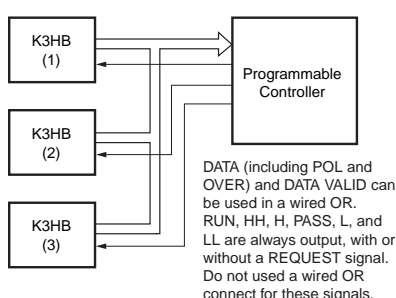 K3HB
(1)
Programmable
Controller
K3HB
(2)
DATA (including POL and
OVER) and DATA VALID can
be used in a wired OR.
RUN, HH, H, PASS, L, and
LL are always output, with or
without a REQUEST signal.
Do not used a wired OR
connect for these signals.
K3HB
(3)